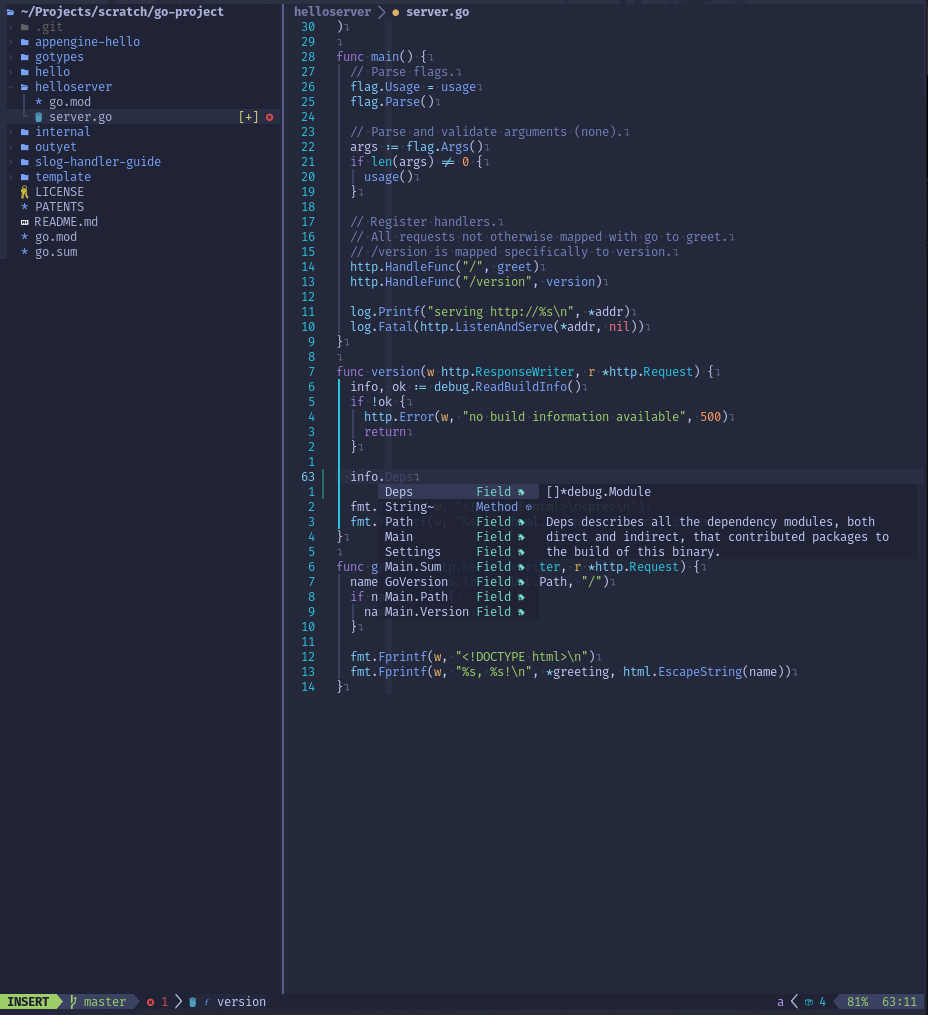 ~/Projects/scratch/go-project
.git
appengine-hello
gotypes
hello
helloserver
* go.mod
server.go [+]
internal
outyet
slog-handler-guide
template
LICENSE
* PATENTS
README.md
* go.mod
* go.sum
helloserver > ● server.go
30 )
29
28 func main() {
27 // Parse flags.
26 flag.Usage = usage
25 flag.Parse()
24
23 // Parse and validate arguments (none).
22 args := flag.Args()
21 if len(args) != 0 {
20 usage()
19 }
18
17 // Register handlers.
16 // All requests not otherwise mapped with go to greet.
15 // /version is mapped specifically to version.
14 http.HandleFunc("/", greet)
13 http.HandleFunc("/version", version)
12
11 log.Printf("serving http://%s\n", *addr)
10 log.Fatal(http.ListenAndServe(*addr, nil))
9 }
8
7 func version(w http.ResponseWriter, r *http.Request) {
6 info, ok := debug.ReadBuildInfo()
5 if !ok {
4 http.Error(w, "no build information available", 500)
3 return
2 }
1
63 info.Deps
1 Deps Field []*debug.Module
2 fmt. String~ Method
3 fmt. Path Field Deps describes all the dependency modules, both
4 } Main Field direct and indirect, that contributed packages to
5 Settings Field the build of this binary.
6 func g Main.Sum Field ter, r *http.Request) {
7 name GoVersion Field Path, "/")
8 if n Main.Path Field
9 na Main.Version Field
10 }
11
12 fmt.Fprintf(w, "<!DOCTYPE html>\n")
13 fmt.Fprintf(w, "%s, %s!\n", *greeting, html.EscapeString(name))
14 }
INSERT master 1 > f version a < 4 81% 63:11